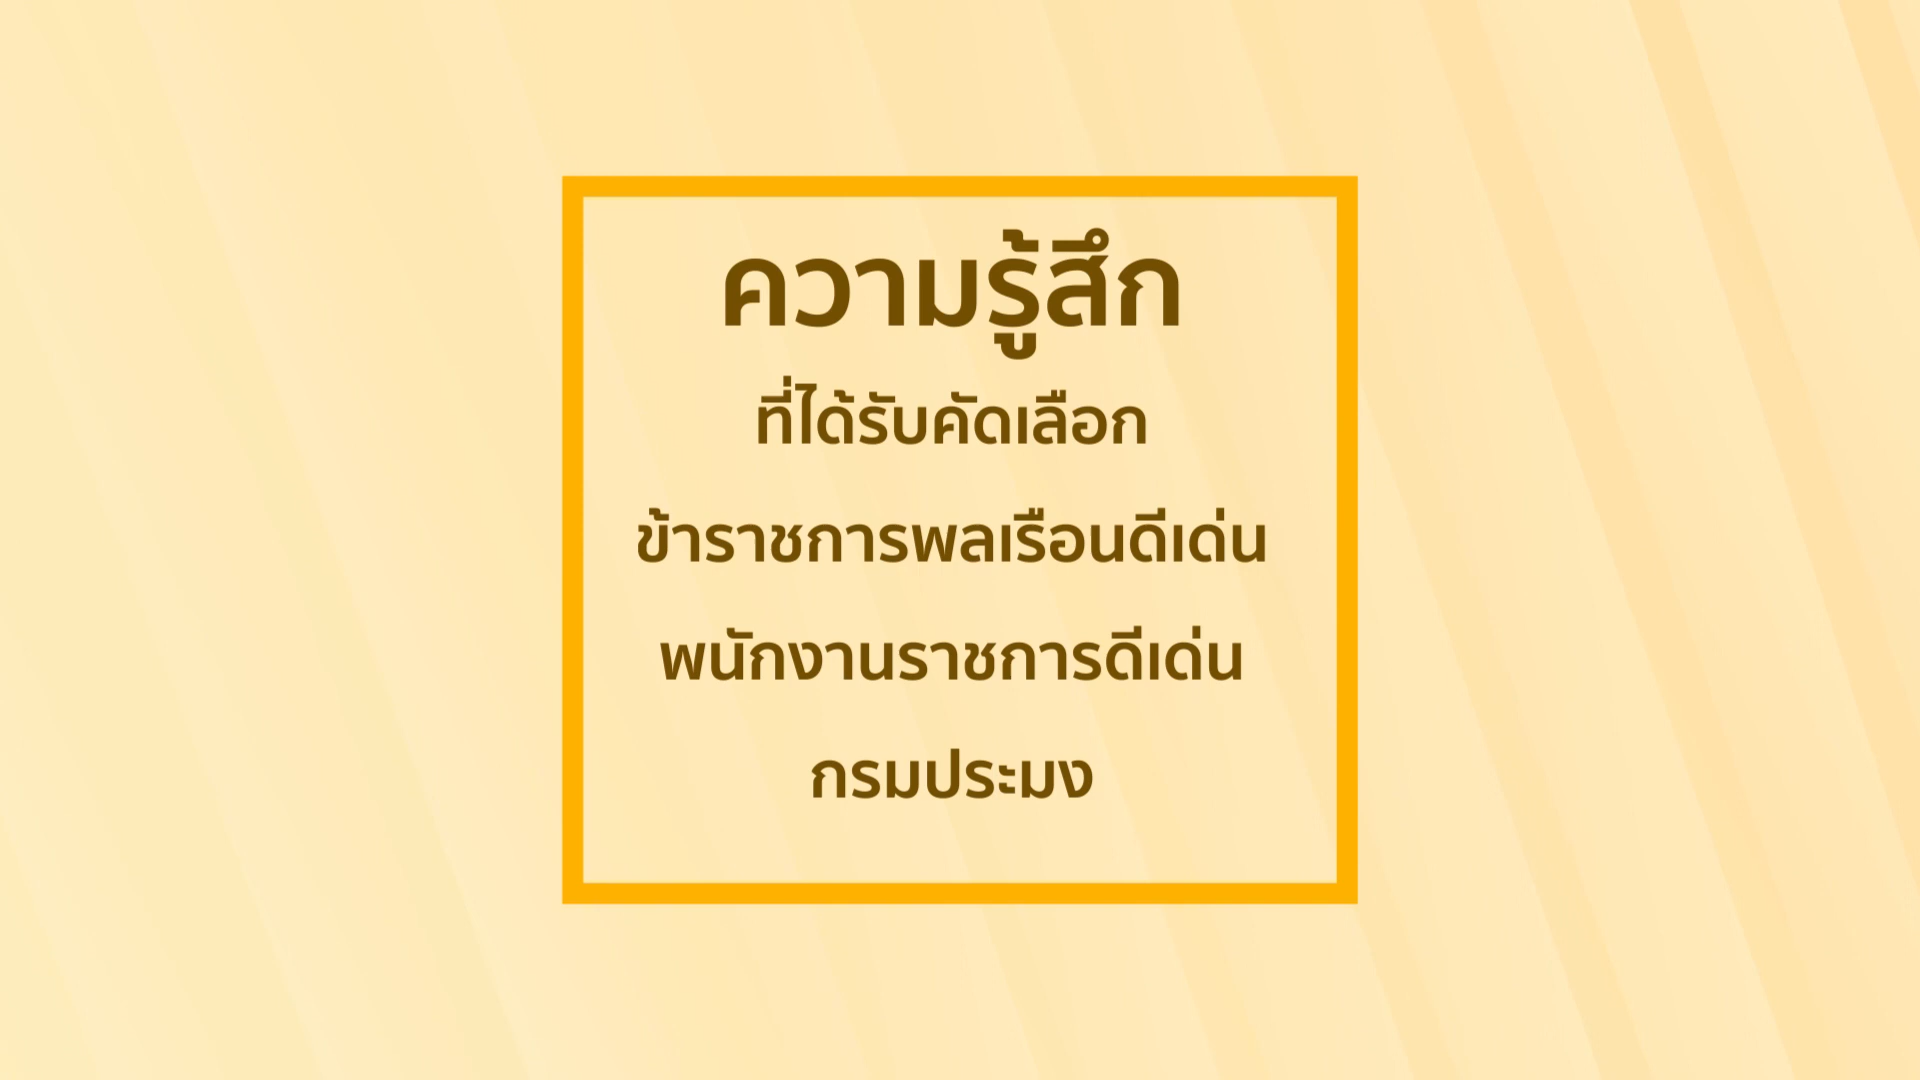 ความรู้สึก
ที่ได้รับคัดเลือก
ข้าราชการพลเรือนดีเด่น
พนักงานราชการดีเด่น
กรมประมง